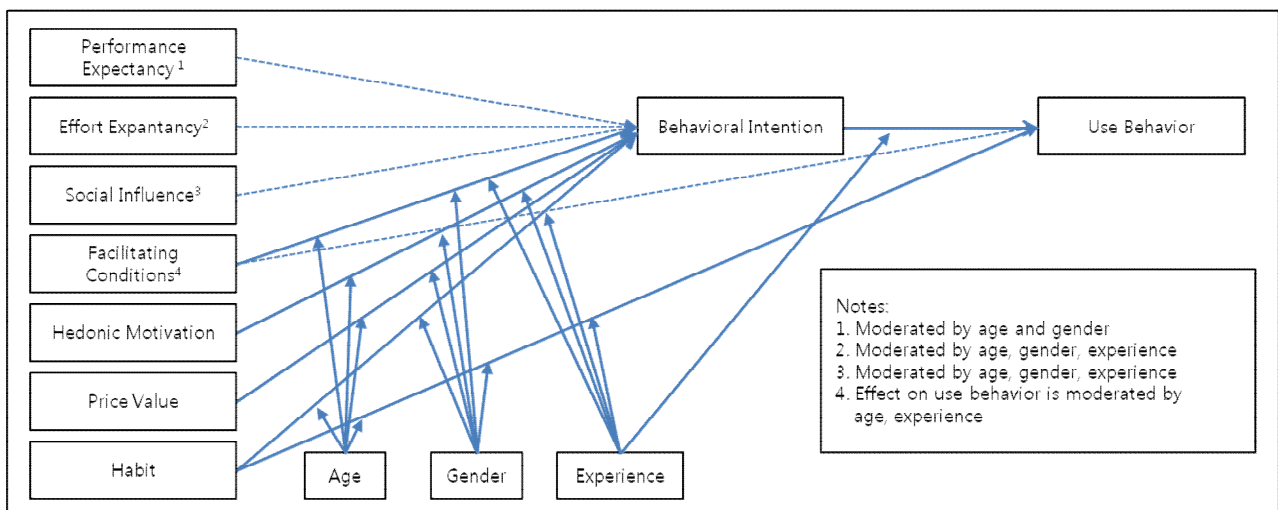 Performance
Expectancy 1
Effort Expantancy2
Social Influence3
Facilitating
Conditions4
Hedonic Motivation
Price Value
Habit
Behavioral Intention
Use Behavior
Age
Gender
Experience
Notes:
1. Moderated by age and gender
2. Moderated by age, gender, experience
3. Moderated by age, gender, experience
4. Effect on use behavior is moderated by
age, experience